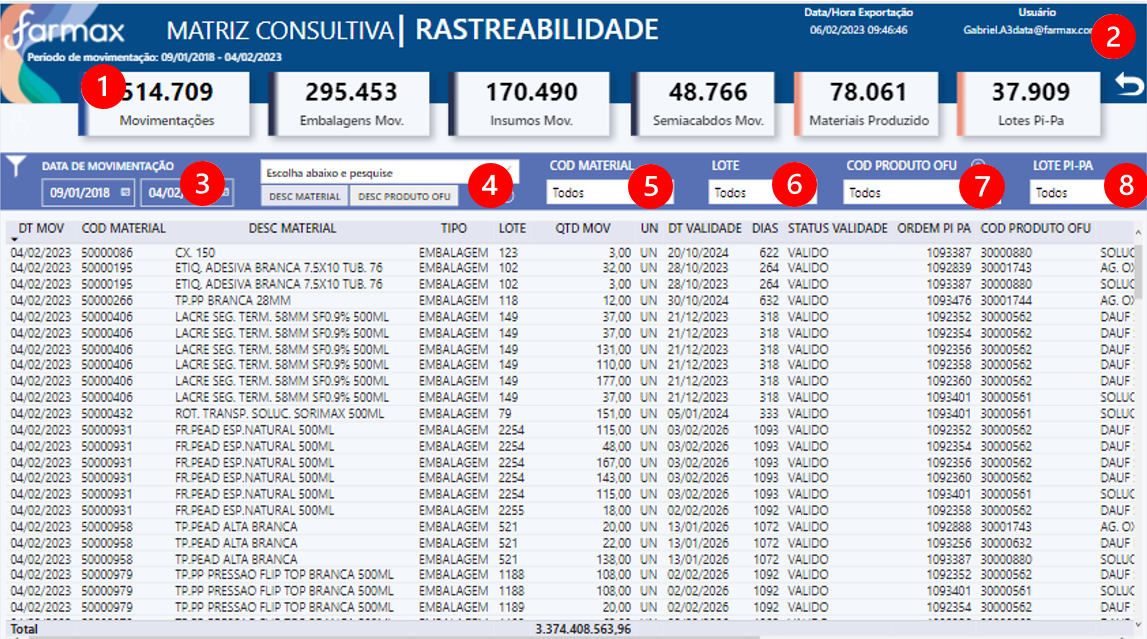 farmax
MATRIZ CONSULTIVA | RASTREABILIDADE
Data/Hora Exportação
06/02/2023 09:46:46
Usuário
Gabriel.A3data@farmax.com
2
Período de movimentação: 09/01/2018 - 04/02/2023
1
514.709
Movimentações
295.453
Embalagens Mov.
170.490
Insumos Mov.
48.766
Semiacabdos Mov.
78.061
Materiais Produzido
37.909
Lotes Pi-Pa
DATA DE MOVIMENTAÇÃO
09/01/2018
04/02/
3
Escolha abaixo e pesquise
DESC MATERIAL
DESC PRODUTO OFU
4
COD MATERIAL
Todos
5
LOTE
Todos
6
COD PRODUTO OFU
Todos
7
LOTE PI-PA
Todos
8
DT MOV COD MATERIAL DESC MATERIAL TIPO LOTE QTD MOV UN DT VALIDADE DIAS STATUS VALIDADE ORDEM PI PA COD PRODUTO OFU
04/02/2023 50000086 CX. 150 EMBALAGEM 123 3,00 UN 20/10/2024 622 VALIDO 1093387 30000880 SOLUC
04/02/2023 50000195 ETIQ. ADESIVA BRANCA 7.5X10 TUB. 76 EMBALAGEM 102 32,00 UN 28/10/2023 264 VALIDO 1092839 30001743 AG. OX
04/02/2023 50000195 ETIQ. ADESIVA BRANCA 7.5X10 TUB. 76 EMBALAGEM 102 3,00 UN 28/10/2023 264 VALIDO 1093387 30000880 SOLUC
04/02/2023 50000266 TP.PP BRANCA 28MM EMBALAGEM 118 12,00 UN 30/10/2024 632 VALIDO 1093476 30001744 AG. OX
04/02/2023 50000406 LACRE SEG. TERM. 58MM SF0.9% 500ML EMBALAGEM 149 37,00 UN 21/12/2023 318 VALIDO 1092352 30000562 DAUF
04/02/2023 50000406 LACRE SEG. TERM. 58MM SF0.9% 500ML EMBALAGEM 149 37,00 UN 21/12/2023 318 VALIDO 1092354 30000562 DAUF
04/02/2023 50000406 LACRE SEG. TERM. 58MM SF0.9% 500ML EMBALAGEM 149 131,00 UN 21/12/2023 318 VALIDO 1092356 30000562 DAUF
04/02/2023 50000406 LACRE SEG. TERM. 58MM SF0.9% 500ML EMBALAGEM 149 110,00 UN 21/12/2023 318 VALIDO 1092358 30000562 DAUF
04/02/2023 50000406 LACRE SEG. TERM. 58MM SF0.9% 500ML EMBALAGEM 149 177,00 UN 21/12/2023 318 VALIDO 1092360 30000562 DAUF
04/02/2023 50000406 LACRE SEG. TERM. 58MM SF0.9% 500ML EMBALAGEM 149 37,00 UN 21/12/2023 318 VALIDO 1093401 30000561 SOLUC
04/02/2023 50000432 ROT. TRANSP. SOLUC. SORIMAX 500ML EMBALAGEM 79 151,00 UN 05/01/2024 333 VALIDO 1093401 30000561 SOLUC
04/02/2023 50000931 FR.PEAD ESP.NATURAL 500ML EMBALAGEM 2254 115,00 UN 03/02/2026 1093 VALIDO 1092352 30000562 DAUF
04/02/2023 50000931 FR.PEAD ESP.NATURAL 500ML EMBALAGEM 2254 48,00 UN 03/02/2026 1093 VALIDO 1092354 30000562 DAUF
04/02/2023 50000931 FR.PEAD ESP.NATURAL 500ML EMBALAGEM 2254 167,00 UN 03/02/2026 1093 VALIDO 1092356 30000562 DAUF
04/02/2023 50000931 FR.PEAD ESP.NATURAL 500ML EMBALAGEM 2254 143,00 UN 03/02/2026 1093 VALIDO 1092360 30000562 DAUF
04/02/2023 50000931 FR.PEAD ESP.NATURAL 500ML EMBALAGEM 2254 115,00 UN 03/02/2026 1093 VALIDO 1093401 30000561 SOLUC
04/02/2023 50000931 FR.PEAD ESP.NATURAL 500ML EMBALAGEM 2255 18,00 UN 02/02/2026 1092 VALIDO 1092358 30000562 DAUF
04/02/2023 50000958 TP.PEAD ALTA BRANCA EMBALAGEM 521 20,00 UN 13/01/2026 1072 VALIDO 1092888 30001743 AG. OX
04/02/2023 50000958 TP.PEAD ALTA BRANCA EMBALAGEM 521 22,00 UN 13/01/2026 1072 VALIDO 1093256 30000632 DAUF
04/02/2023 50000958 TP.PEAD ALTA BRANCA EMBALAGEM 521 138,00 UN 13/01/2026 1072 VALIDO 1093387 30000880 SOLUC
04/02/2023 50000979 TP.PP PRESSAO FLIP TOP BRANCA 500ML EMBALAGEM 1188 108,00 UN 02/02/2026 1092 VALIDO 1092352 30000562 DAUF
04/02/2023 50000979 TP.PP PRESSAO FLIP TOP BRANCA 500ML EMBALAGEM 1188 108,00 UN 02/02/2026 1092 VALIDO 1093401 30000561 SOLUC
04/02/2023 50000979 TP.PP PRESSAO FLIP TOP BRANCA 500ML EMBALAGEM 1189 20,00 UN 02/02/2026 1092 VALIDO 1092354 30000562 DAUF
Total 3.374.408.563,96